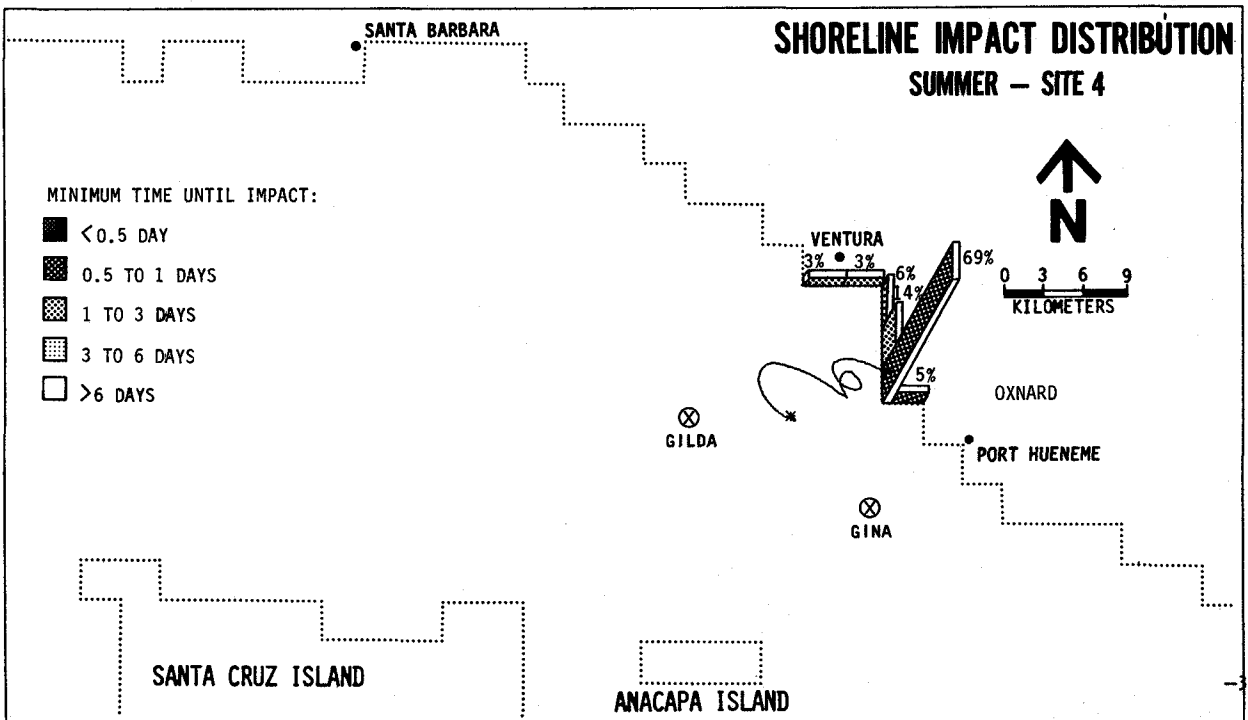 SANTA BARBARA
SHORELINE IMPACT DISTRIBUTION
SUMMER — SITE 4
MINIMUM TIME UNTIL IMPACT:
<0.5 DAY
0.5 TO 1 DAYS
1 TO 3 DAYS
3 TO 6 DAYS
>6 DAYS
N
0 3 6 9
KILOMETERS
VENTURA
3% 3%
6%
14%
69%
5%
OXNARD
GILDA
PORT HUENEME
GINA
SANTA CRUZ ISLAND
ANACAPA ISLAND